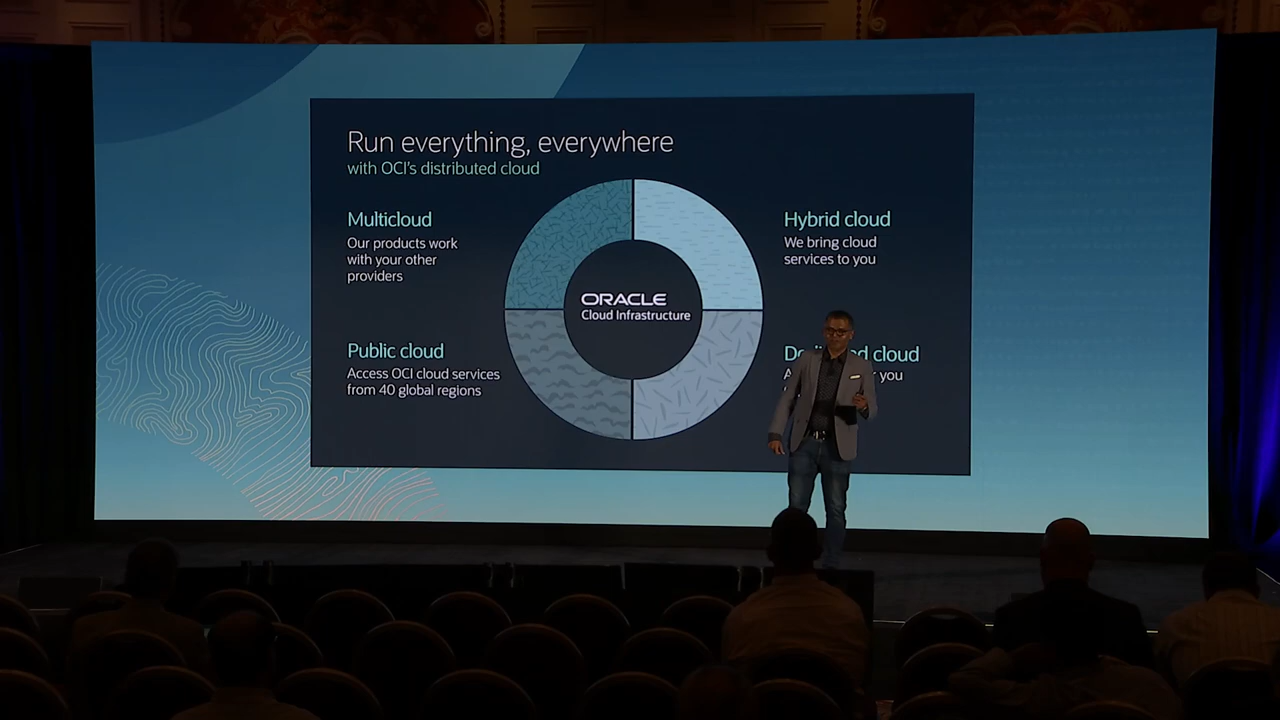 Run everything, everywhere
with OCI's distributed cloud
Multicloud
Our products work
with your other
providers
Hybrid cloud
We bring cloud
services to you
ORACLE
Cloud Infrastructure
Public cloud
Access OCI cloud services
from 40 global regions
cloud
you